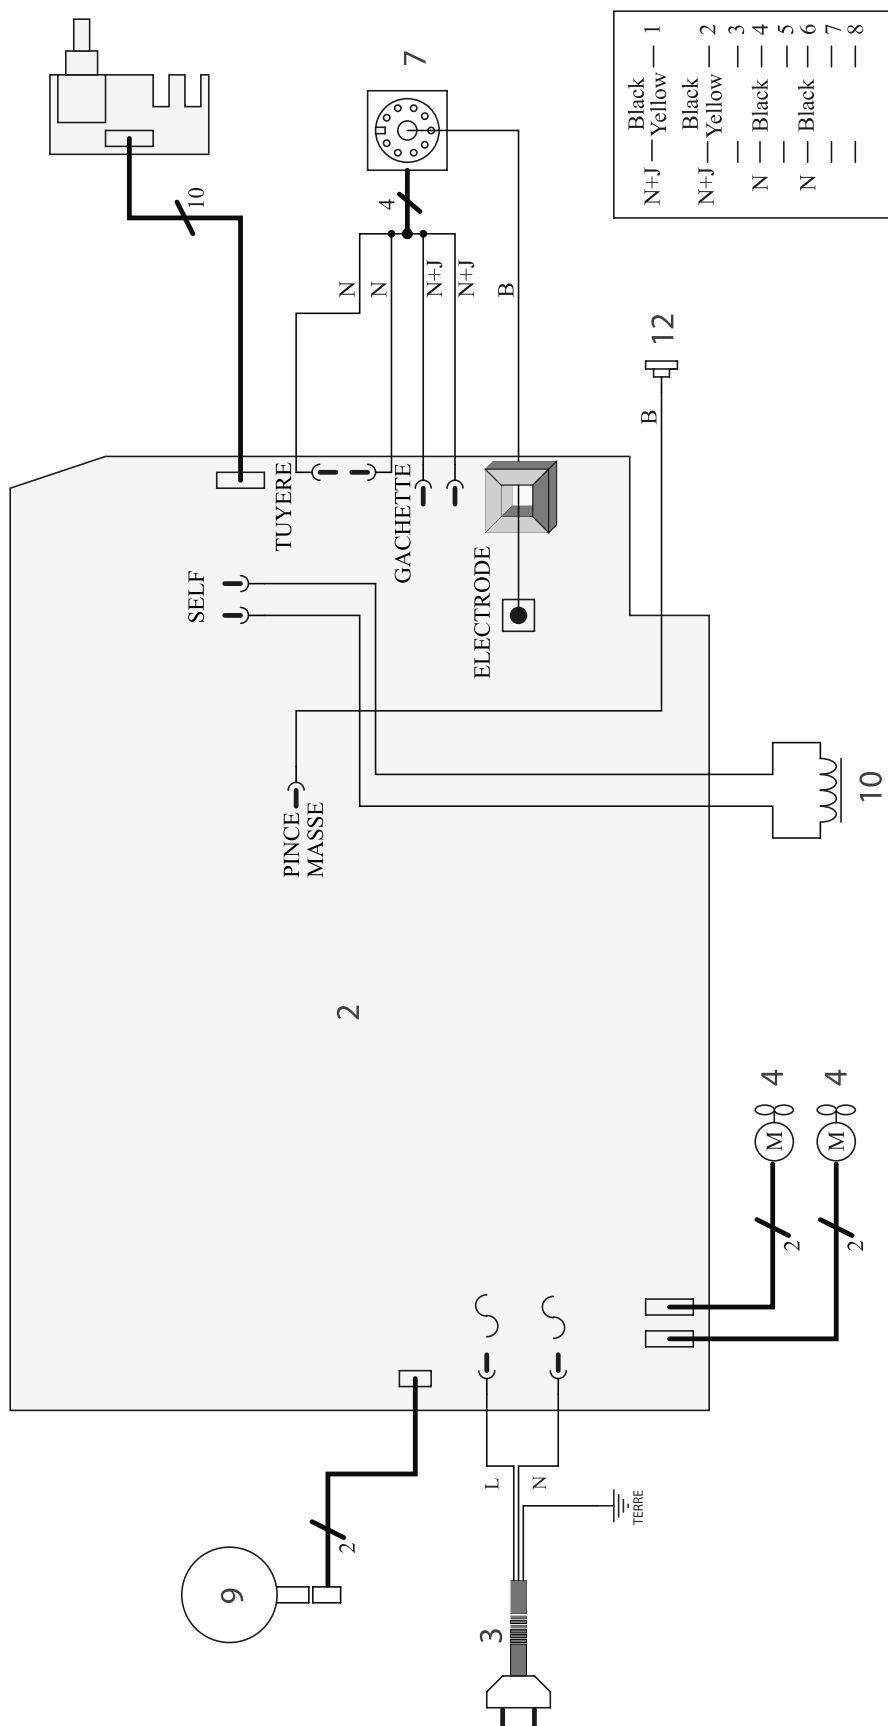 10
SELF
9
TUYERE
PINCE
MASSE
2
2
N
N
4
GACHETTE
7
N+J
N+J
ELECTRODE
3
L
B
N
TERRE
B
12
4
M
2
4
M
2
10
Black
N+J — Yellow — 1
Black
N+J — Yellow — 2
— — 3
N — Black — 4
— — 5
N — Black — 6
— — 7
— — 8